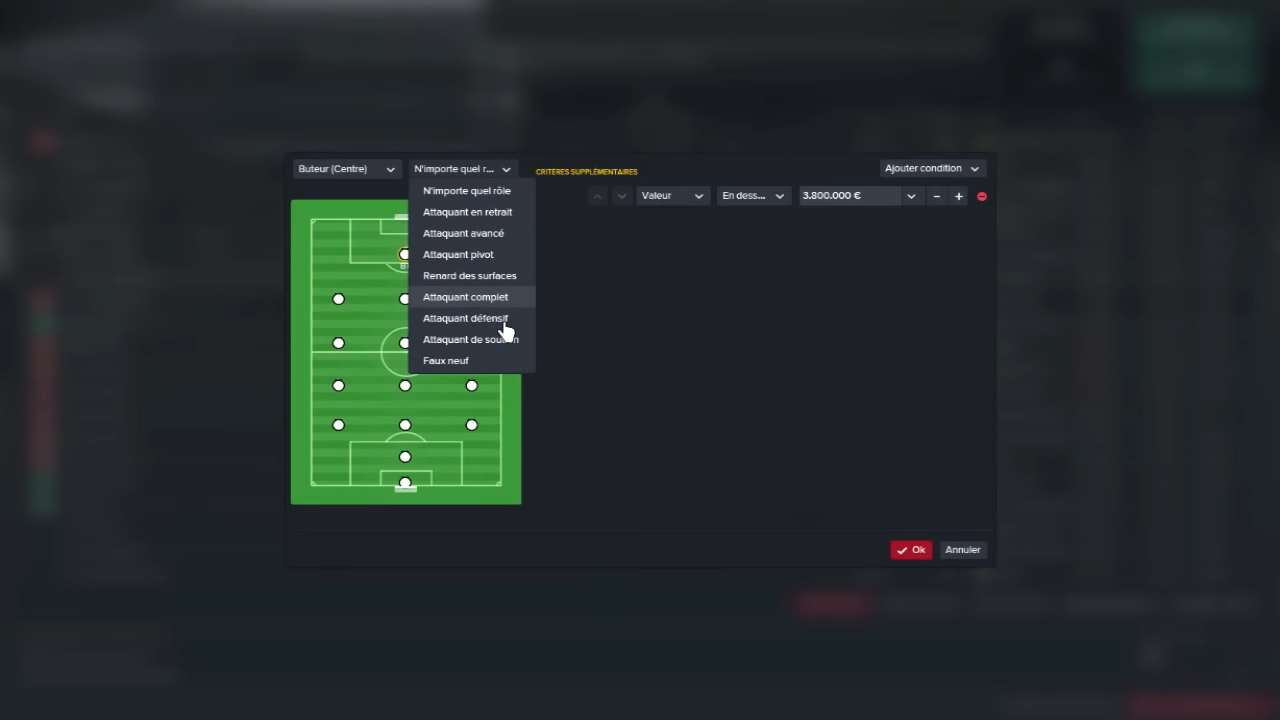 Buteur (Centre)
N'importe quel r...
CRITÈRES SUPPLÉMENTAIRES
Ajouter condition
N'importe quel rôle
Valeur
En dess...
3.800.000 €
Attaquant en retrait
Attaquant avancé
Attaquant pivot
Renard des surfaces
Attaquant complet
Attaquant défensif
Attaquant de
Faux neuf
Ok
Annuler